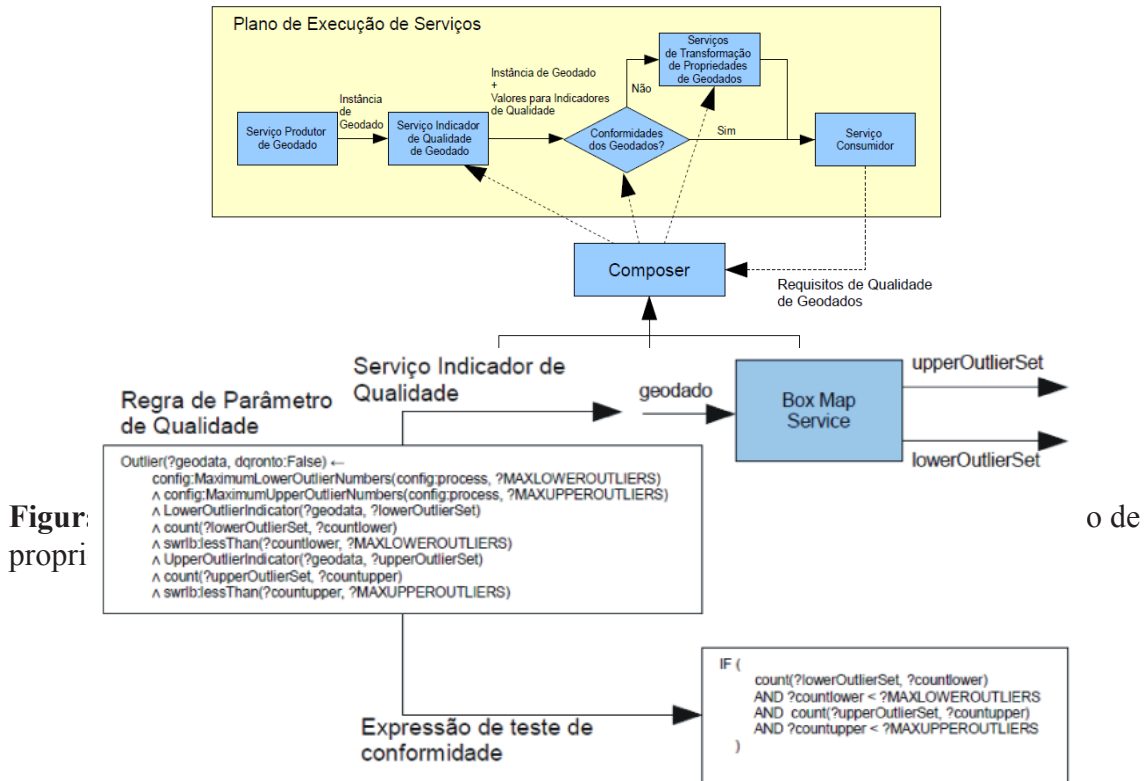 Plano de Execução de Serviços
Serviços
de Transformação
de Propriedades
de Geodados
Instância de Geodado
+
Valores para Indicadores
de Qualidade
Não
Instância
de
Geodado
Serviço Produtor
de Geodado
Serviço Indicador
de Qualidade
de Geodado
Conformidades
dos Geodados?
Sim
Serviço
Consumidor
Composer
Requisitos de Qualidade
de Geodados
Serviço Indicador de
Qualidade
geodado
Box Map
Service
upperOutlierSet
lowerOutlierSet
Regra de Parâmetro
de Qualidade
Outlier(?geodata, dqronto:False) ←
config:MaximumLowerOutlierNumbers(config:process, ?MAXLOWEROUTLIERS)
∧ config:MaximumUpperOutlierNumbers(config:process, ?MAXUPPEROUTLIERS)
∧ LowerOutlierIndicator(?geodata, ?lowerOutlierSet)
∧ count(?lowerOutlierSet, ?countlower)
∧ swrlb:lessThan(?countlower, ?MAXLOWEROUTLIERS)
∧ UpperOutlierIndicator(?geodata, ?upperOutlierSet)
∧ count(?upperOutlierSet, ?countupper)
∧ swrlb:lessThan(?countupper, ?MAXUPPEROUTLIERS)
o de
propri
Expressão de teste de
conformidade
IF (
count(?lowerOutlierSet, ?countlower)
AND ?countlower < ?MAXLOWEROUTLIERS
AND count(?upperOutlierSet, ?countupper)
AND ?countupper < ?MAXUPPEROUTLIERS
)